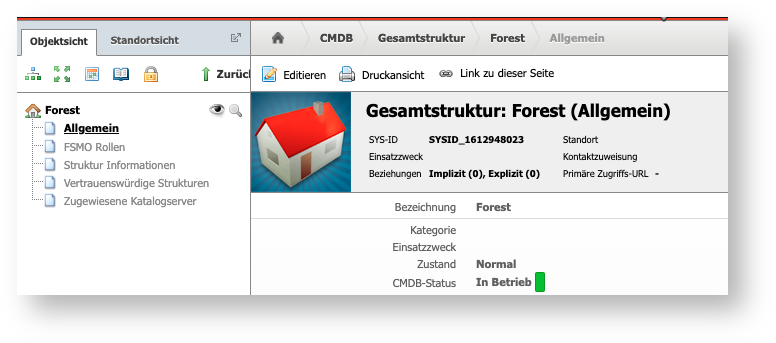 Objektsicht Standortsicht
CMDB Gesamtstruktur Forest Allgemein
Zurück
Editieren Druckansicht Link zu dieser Seite
Forest
Allgemein
FSMO Rollen
Struktur Informationen
Vertrauenswürdige Strukturen
Zugewiesene Katalogserver
Gesamtstruktur: Forest (Allgemein)
SYS-ID SYSID_1612948023 Standort
Einsatzzweck Kontaktzuweisung
Beziehungen Implizit (0), Explizit (0) Primäre Zugriffs-URL -
Bezeichnung Forest
Kategorie
Einsatzzweck
Zustand Normal
CMDB-Status In Betrieb